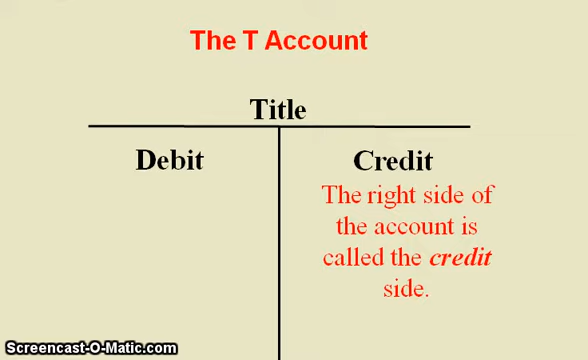 The T Account
Title
Debit
Credit
The right side of
the account is
called the credit
side.
Screencast-O-Matic.com